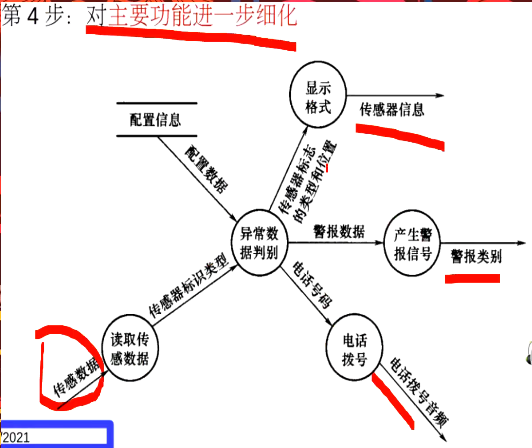 第 4 步：对主要功能进一步细化
显示
格式
传感器信息
配置信息
配置数据
传感器标志
的类型和位置
异常数
据判别
警报数据
产生警
报信号
警报类别
传感器标识类型
电话号码
读取传
感数据
传感数据
电话
拨号
电话拨号音频
2021